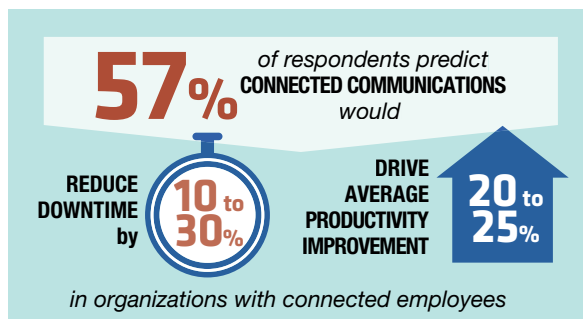 57%
of respondents predict
CONNECTED COMMUNICATIONS
would
REDUCE
DOWNTIME
by
10 to
30%
DRIVE
AVERAGE
PRODUCTIVITY
IMPROVEMENT
20 to
25%
in organizations with connected employees